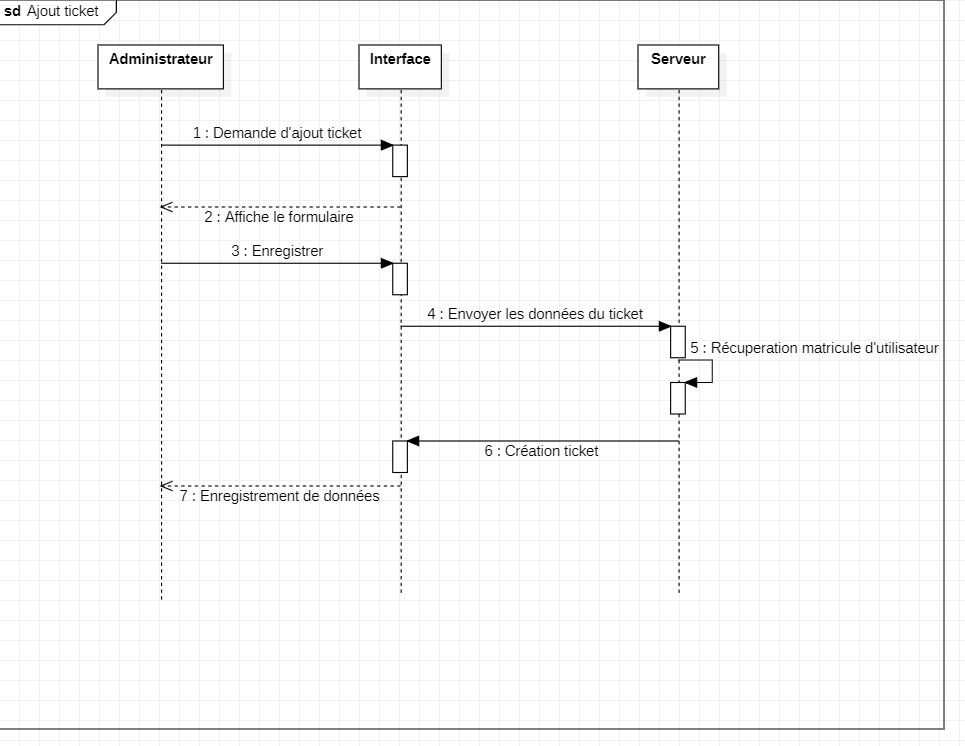 sd Ajout ticket
Administrateur
Interface
Serveur
1 : Demande d'ajout ticket
2 : Affiche le formulaire
3 : Enregistrer
4 : Envoyer les données du ticket
5 : Récuperation matricule d'utilisateur
6 : Création ticket
7 : Enregistrement de données